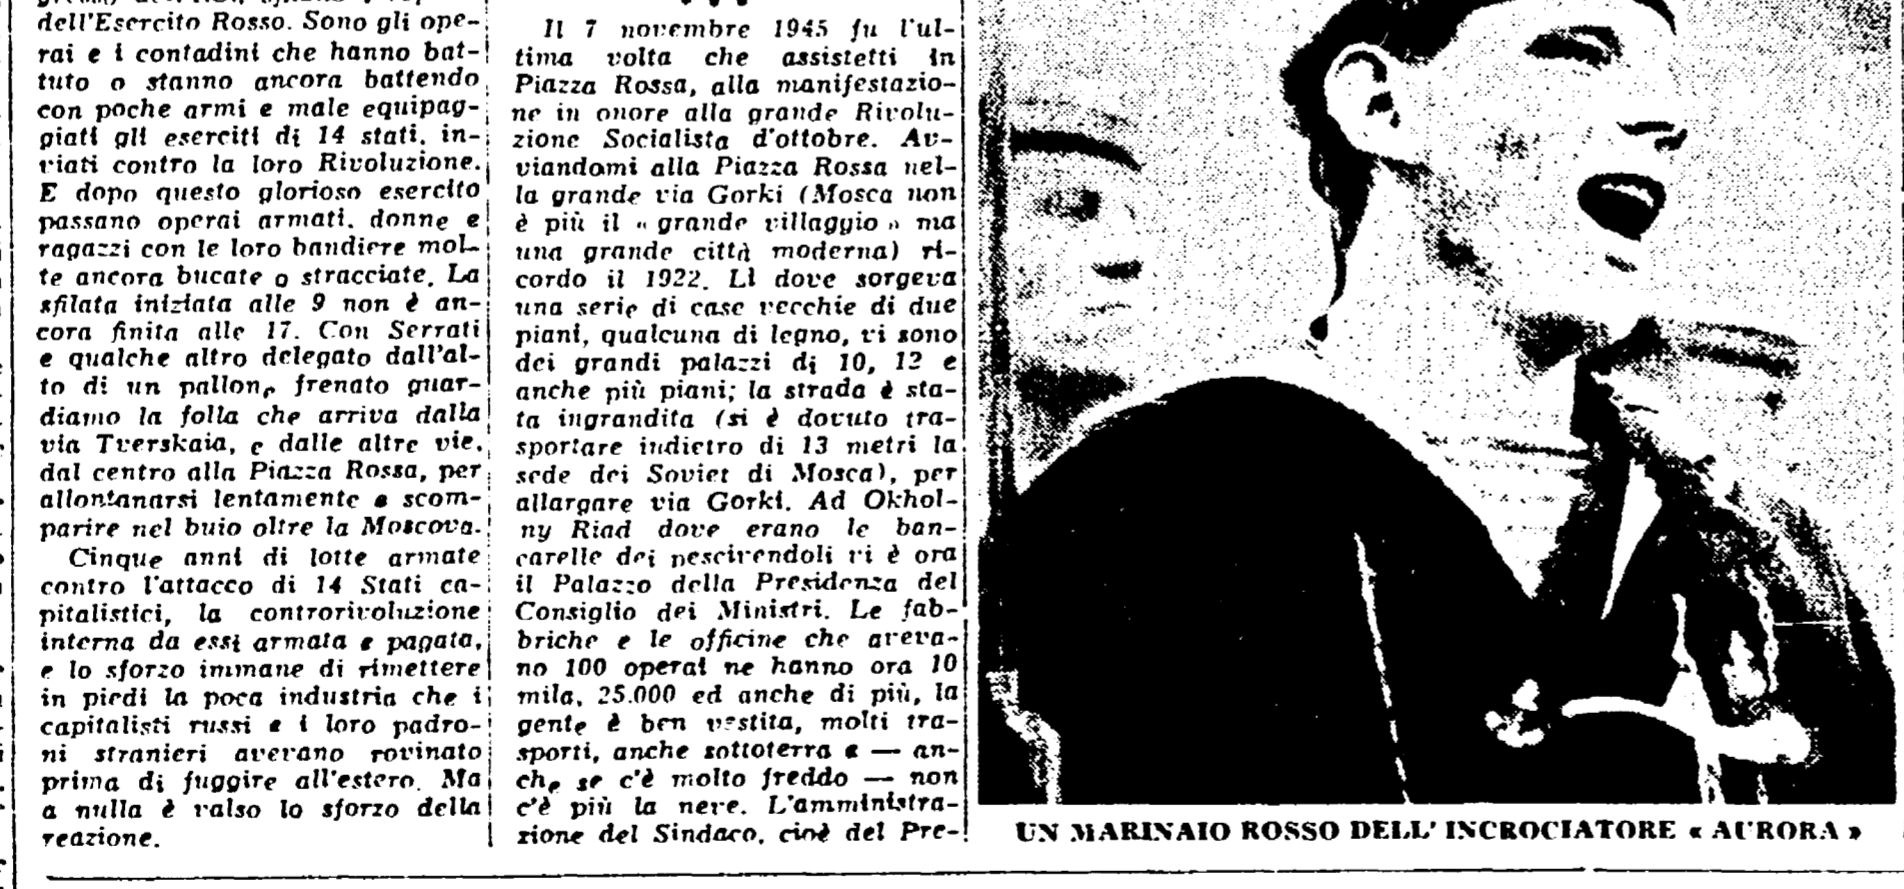 dell'Esercito Rosso. Sono gli ope-
rai e i contadini che hanno bat-
tuto o stanno ancora battendo
con poche armi e male equipag-
giati gli eserciti di 14 stati, in-
viati contro la loro Rivoluzione.
E dopo questo glorioso esercito
passano operai armati, donne e
ragazzi con le loro bandiere mol-
te ancora bucate o stracciate. La
sfilata iniziata alle 9 non è an-
cora finita alle 17. Con Serrati
e qualche altro delegato dall'al-
to di un pallone frenato guar-
diamo la folla che arriva dalla
via Tverskaia, e dalle altre vie,
dal centro alla Piazza Rossa, per
allontanarsi lentamente e scom-
parire nel buio oltre la Moscova.
Cinque anni di lotte armate
contro l'attacco di 14 Stati ca-
pitalistici, la controrivoluzione
interna da essi armata e pagata,
e lo sforzo immane di rimettere
in piedi la poca industria che i
capitalisti russi e i loro padro-
ni stranieri averano rovinato
prima di fuggire all'estero. Ma
a nulla è valso lo sforzo della
reazione.
Il 7 novembre 1945 fu l'ul-
tima volta che assistetti in
Piazza Rossa, alla manifestazio-
ne in onore alla grande Rivolu-
zione Socialista d'ottobre. Av-
viandomi alla Piazza Rossa nel-
la grande via Gorki (Mosca non
è più il « grande villaggio » ma
una grande città moderna) ri-
cordo il 1922. Lì dove sorgeva
una serie di case vecchie di due
piani, qualcuna di legno, vi sono
dei grandi palazzi di 10, 12 e
anche più piani; la strada è sta-
ta ingrandita (si è dovuto tra-
sportare indietro di 13 metri la
sede dei Soviet di Mosca), per
allargare via Gorki. Ad Okhol-
ny Riad dove erano le ban-
carelle dei pescivendoli vi è ora
il Palazzo della Presidenza del
Consiglio dei Ministri. Le fab-
briche e le officine che aveva-
no 100 operai ne hanno ora 10
mila, 25.000 ed anche di più, la
gente è ben vestita, molti tra-
sporti, anche sottoterra e — an-
che se c'è molto freddo — non
c'è più la neve. L'amministra-
zione del Sindaco, cioè del Pre-
UN MARINAIO ROSSO DELL' INCROCIATORE « AURORA »